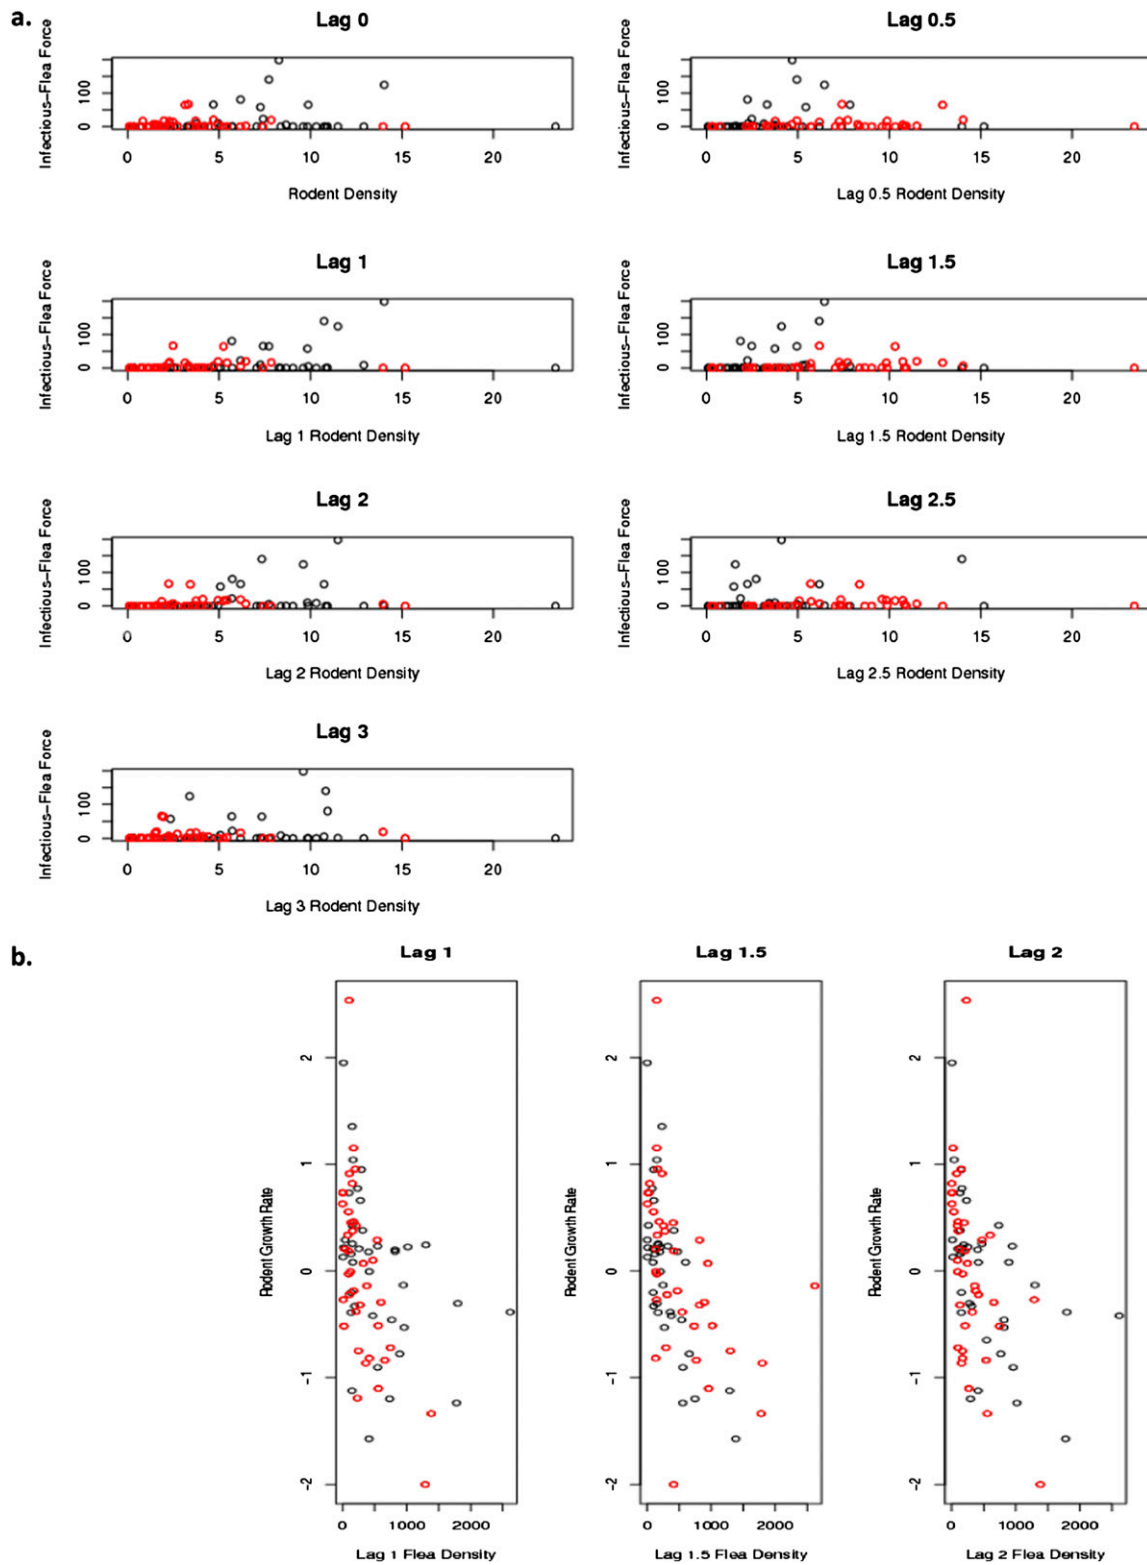 a.
Lag 0
Infectious-Flea Force
100
0
0 5 10 15 20
Rodent Density
Lag 0.5
Infectious-Flea Force
100
0
0 5 10 15 20
Lag 0.5 Rodent Density
Lag 1
Infectious-Flea Force
100
0
0 5 10 15 20
Lag 1 Rodent Density
Lag 1.5
Infectious-Flea Force
100
0
0 5 10 15 20
Lag 1.5 Rodent Density
Lag 2
Infectious-Flea Force
100
0
0 5 10 15 20
Lag 2 Rodent Density
Lag 2.5
Infectious-Flea Force
100
0
0 5 10 15 20
Lag 2.5 Rodent Density
Lag 3
Infectious-Flea Force
100
0
0 5 10 15 20
Lag 3 Rodent Density
b.
Lag 1
Rodent Growth Rate
2
1
0
-1
-2
0 1000 2000
Lag 1 Flea Density
Lag 1.5
Rodent Growth Rate
2
1
0
-1
-2
0 1000 2000
Lag 1.5 Flea Density
Lag 2
Rodent Growth Rate
2
1
0
-1
-2
0 1000 2000
Lag 2 Flea Density